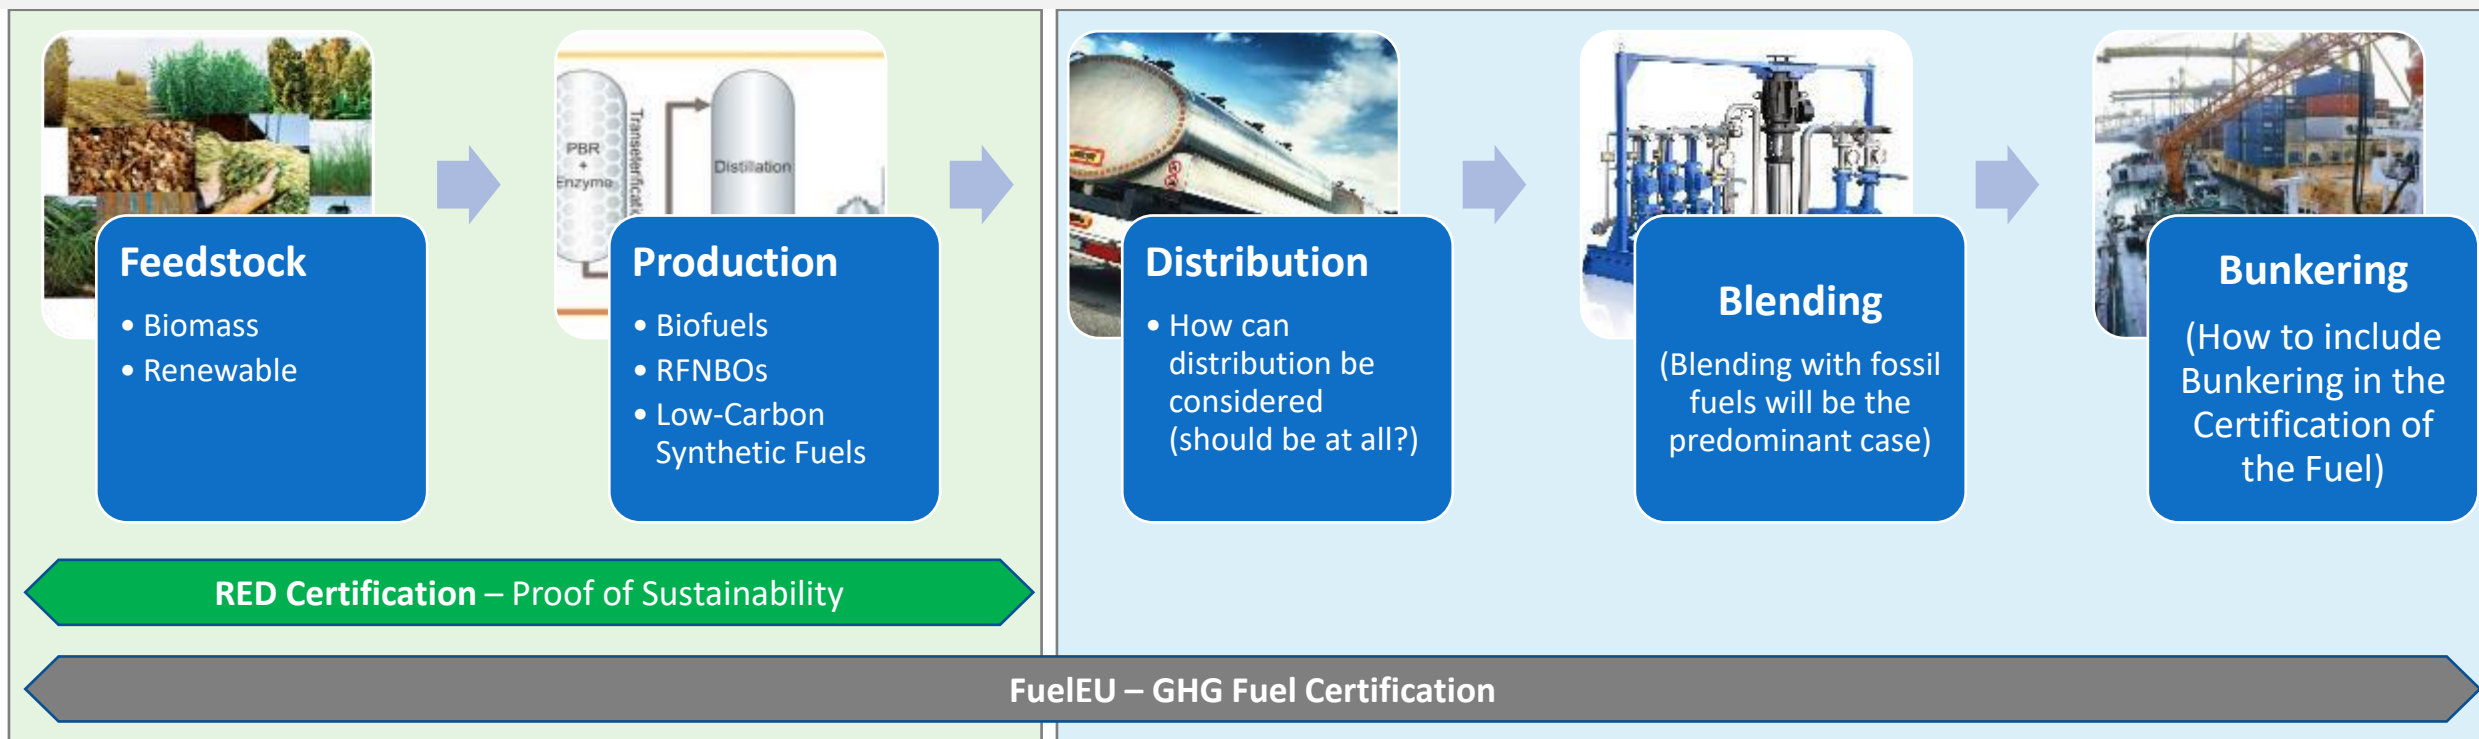 PBR
+
Enzyme
Transeterfication
Distillation
Feedstock
• Biomass
• Renewable
Production
• Biofuels
• RFNBOs
• Low-Carbon
Synthetic Fuels
Distribution
• How can
distribution be
considered
(should be at all?)
Blending
(Blending with fossil
fuels will be the
predominant case)
Bunkering
(How to include
Bunkering in the
Certification of
the Fuel)
RED Certification – Proof of Sustainability
FuelEU – GHG Fuel Certification